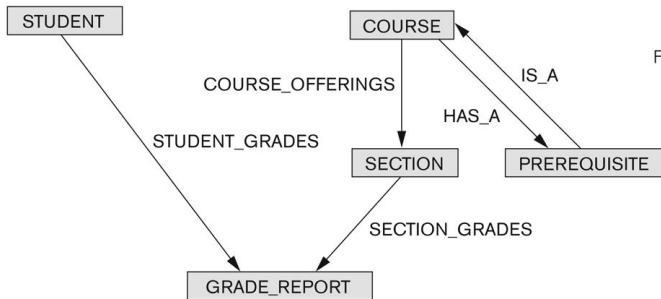 STUDENT
COURSE
F
IS_A
COURSE_OFFERINGS
HAS_A
STUDENT_GRADES
SECTION
PREREQUISITE
SECTION_GRADES
GRADE_REPORT